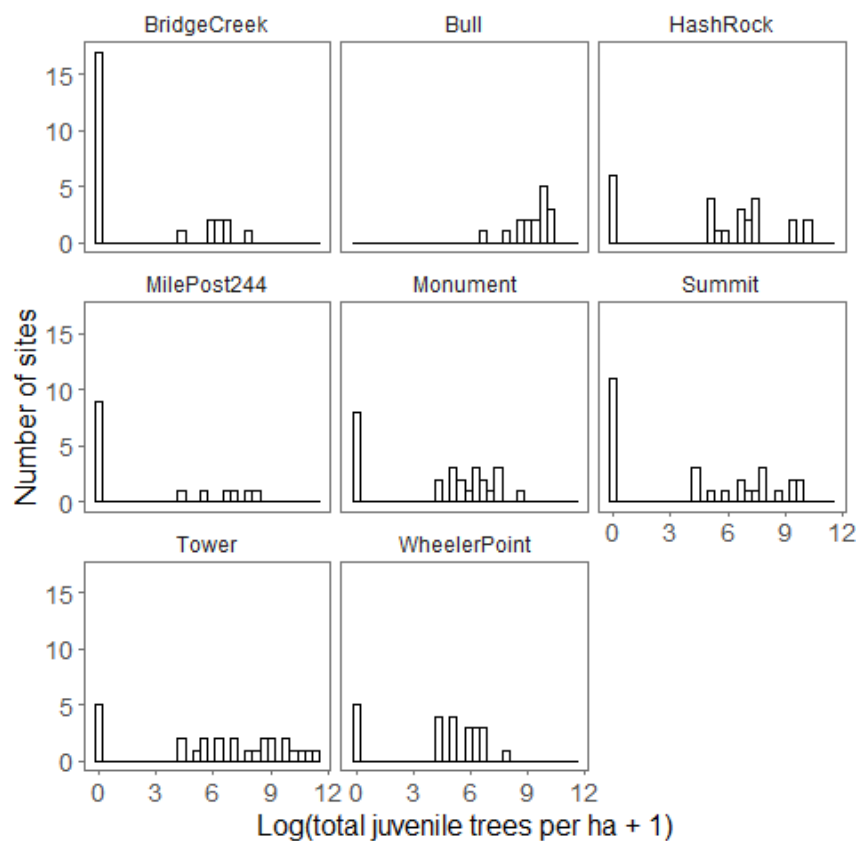 BridgeCreek Bull HashRock
15
10
5
0
MilePost244 Monument Summit
15
10
5
0
0 3 6 9 12
Tower WheelerPoint
15
10
5
0
0 3 6 9 12 0 3 6 9 12
Number of sites
Log(total juvenile trees per ha + 1)